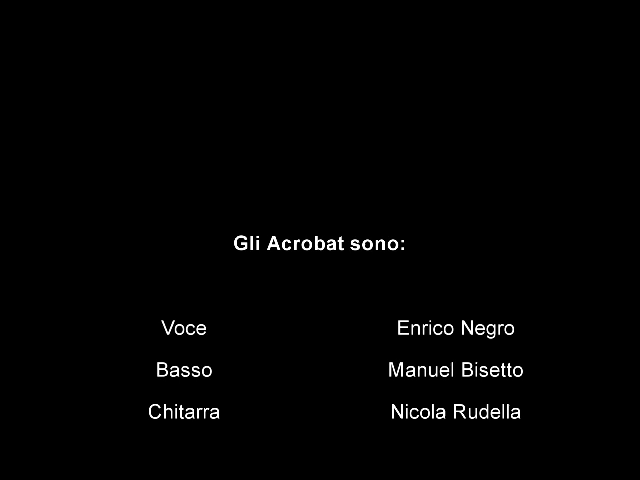 Gli Acrobat sono:
Voce Enrico Negro
Basso Manuel Bisetto
Chitarra Nicola Rudella